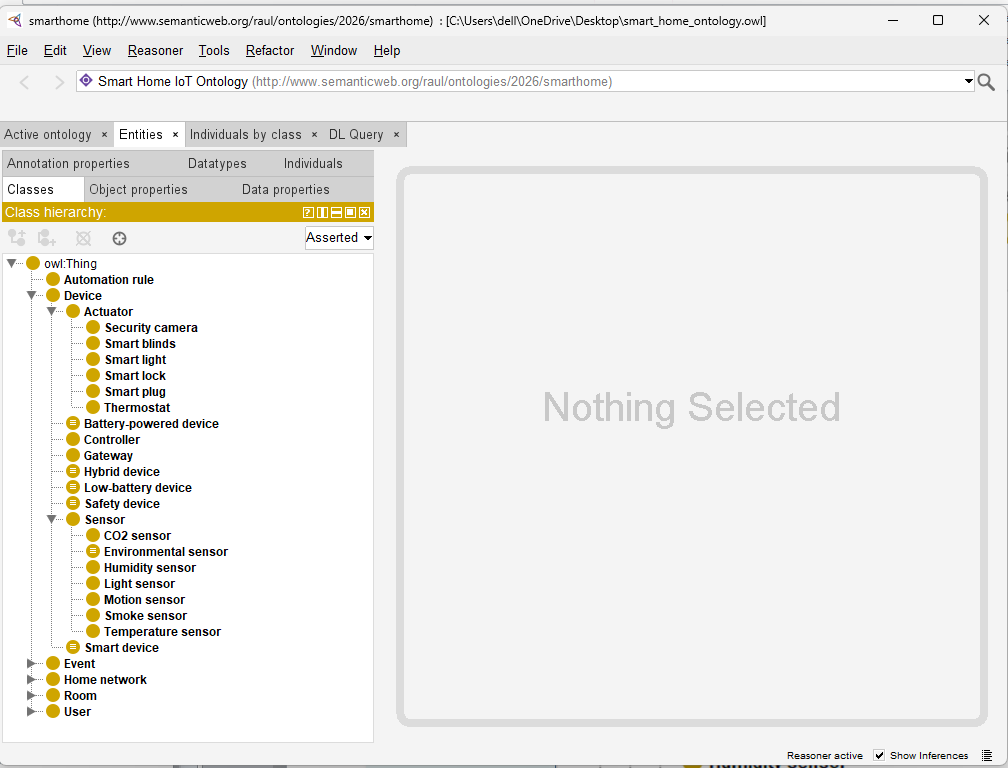 smarthome (http://www.semanticweb.org/raul/ontologies/2026/smarthome) : [C:\Users\dell\OneDrive\Desktop\smart_home_ontology.owl]
File Edit View Reasoner Tools Refactor Window Help
Smart Home IoT Ontology (http://www.semanticweb.org/raul/ontologies/2026/smarthome)
Active ontology × Entities × Individuals by class × DL Query ×
Annotation properties Datatypes Individuals
Classes Object properties Data properties
Class hierarchy:
Asserted
owl:Thing
Automation rule
Device
Actuator
Security camera
Smart blinds
Smart light
Smart lock
Smart plug
Thermostat
Battery-powered device
Controller
Gateway
Hybrid device
Low-battery device
Safety device
Sensor
CO2 sensor
Environmental sensor
Humidity sensor
Light sensor
Motion sensor
Smoke sensor
Temperature sensor
Smart device
Event
Home network
Room
User
Nothing Selected
Reasoner active Show Inferences